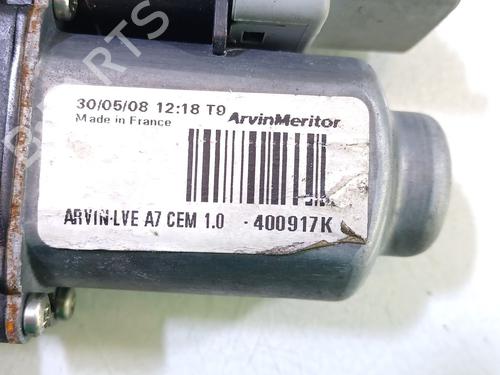 30/05/08 12:18 T9
Made in France
ArvinMeritor
ARVIN-LVE A7 CEM 1.0 - 400917K